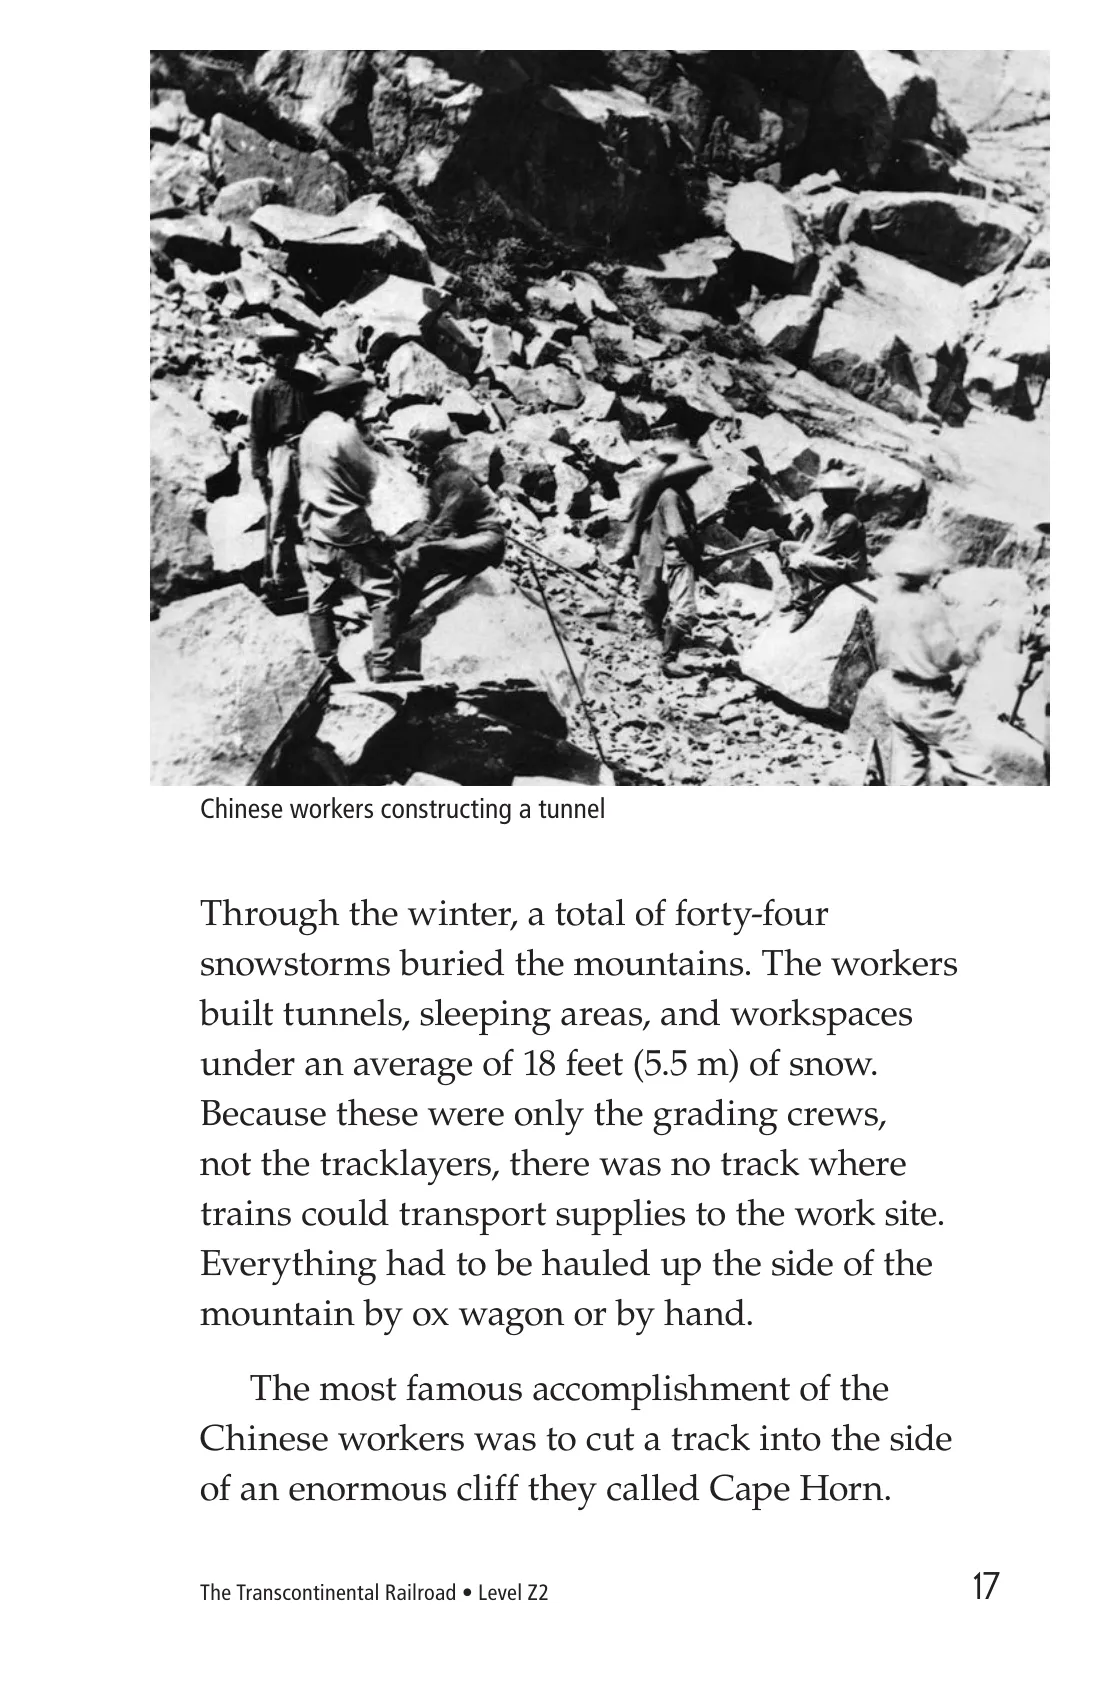 Chinese workers constructing a tunnel
Through the winter, a total of forty-four
snowstorms buried the mountains. The workers
built tunnels, sleeping areas, and workspaces
under an average of 18 feet (5.5 m) of snow.
Because these were only the grading crews,
not the tracklayers, there was no track where
trains could transport supplies to the work site.
Everything had to be hauled up the side of the
mountain by ox wagon or by hand.
The most famous accomplishment of the
Chinese workers was to cut a track into the side
of an enormous cliff they called Cape Horn.
The Transcontinental Railroad • Level Z2
17